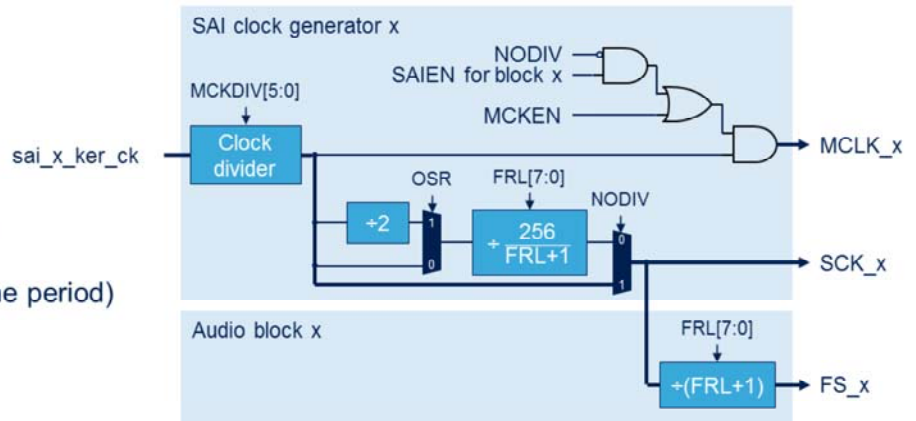 SAI clock generator x
NODIV
SAIEN for block x
MCKDIV[5:0]
MCKEN
sai_x_ker_ck
Clock
divider
MCLK_x
OSR
FRL[7:0]
NODIV
÷2
1
0
÷ 256
FRL+1
0
1
SCK_x
e period)
Audio block x
FRL[7:0]
÷(FRL+1)
FS_x